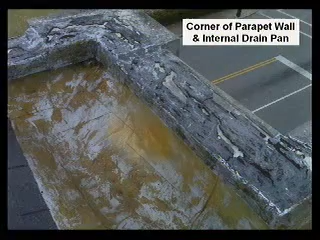 Corner of Parapet Wall
& Internal Drain Pan